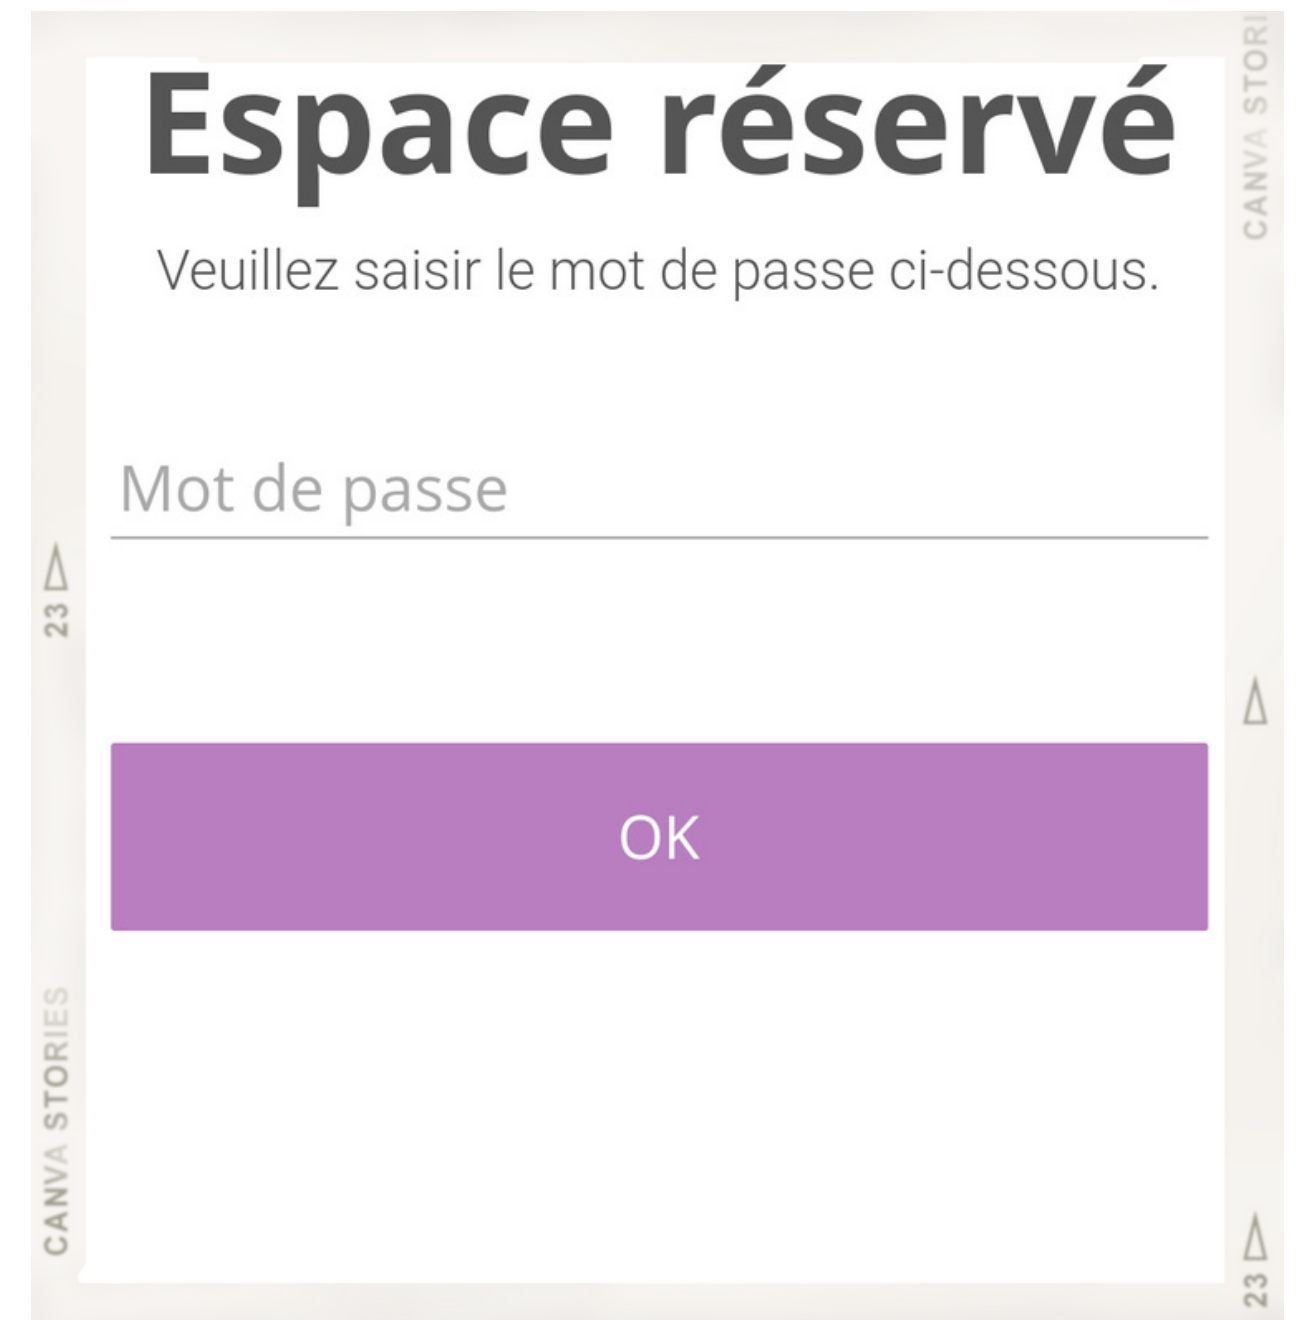 Espace réservé
Veuillez saisir le mot de passe ci-dessous.
Mot de passe
OK
CANVA STORI
23
CANVA STORIES
23